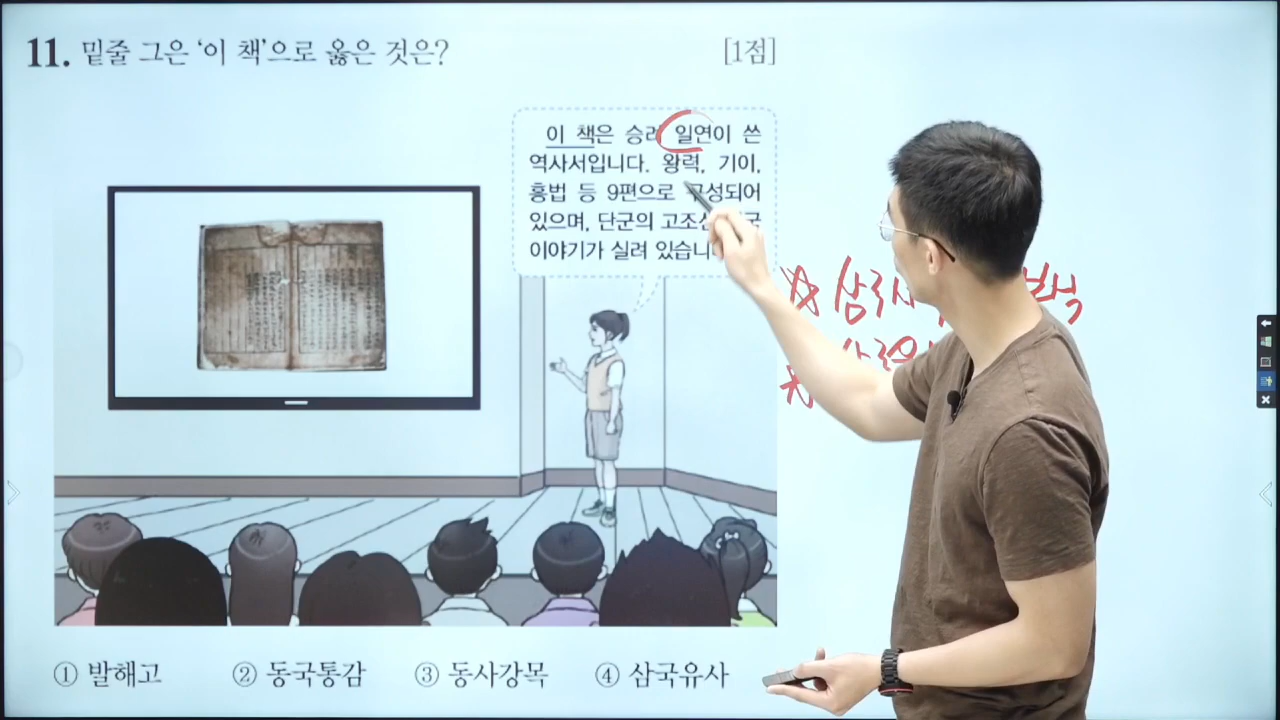 11. 밑줄 그은 ‘이 책’으로 옳은 것은? [1점]
이 책은 승려 일연이 쓴
역사서입니다. 왕력, 기이,
흥법 등 9편으로 구성되어
있으며, 단군의 고조선
이야기가 실려 있습니
삼국사
① 발해고 ② 동국통감 ③ 동사강목 ④ 삼국유사